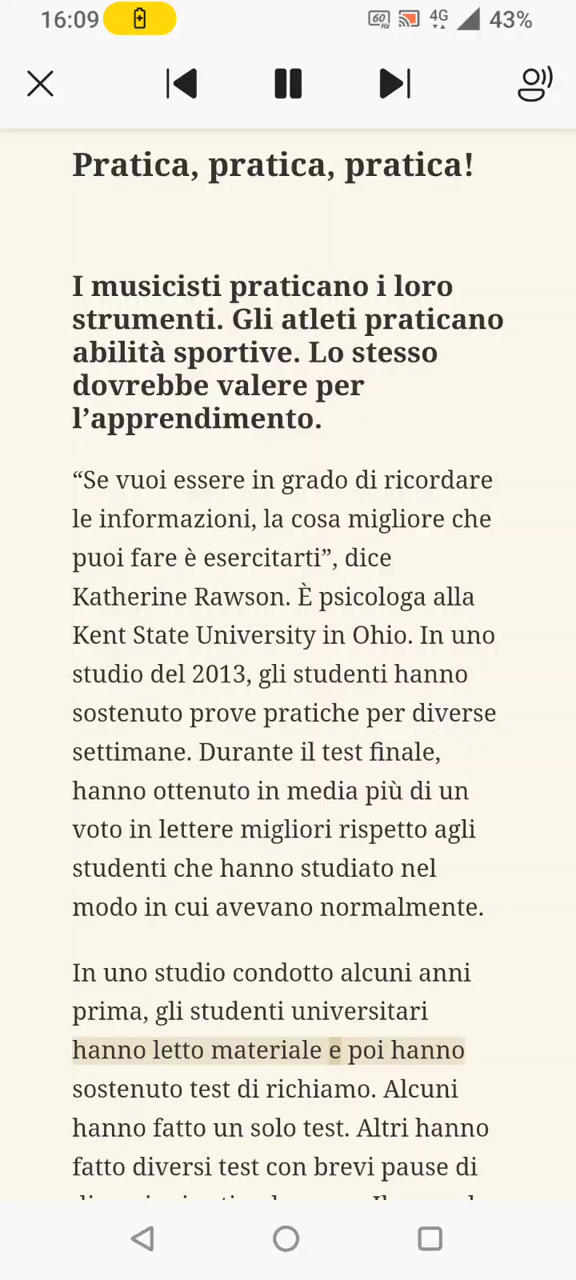 16:09
60Hz
4G
43%
Pratica, pratica, pratica!
I musicisti praticano i loro
strumenti. Gli atleti praticano
abilità sportive. Lo stesso
dovrebbe valere per
l’apprendimento.
“Se vuoi essere in grado di ricordare
le informazioni, la cosa migliore che
puoi fare è esercitarti”, dice
Katherine Rawson. È psicologa alla
Kent State University in Ohio. In uno
studio del 2013, gli studenti hanno
sostenuto prove pratiche per diverse
settimane. Durante il test finale,
hanno ottenuto in media più di un
voto in lettere migliori rispetto agli
studenti che hanno studiato nel
modo in cui avevano normalmente.
In uno studio condotto alcuni anni
prima, gli studenti universitari
hanno letto materiale e poi hanno
sostenuto test di richiamo. Alcuni
hanno fatto un solo test. Altri hanno
fatto diversi test con brevi pause di